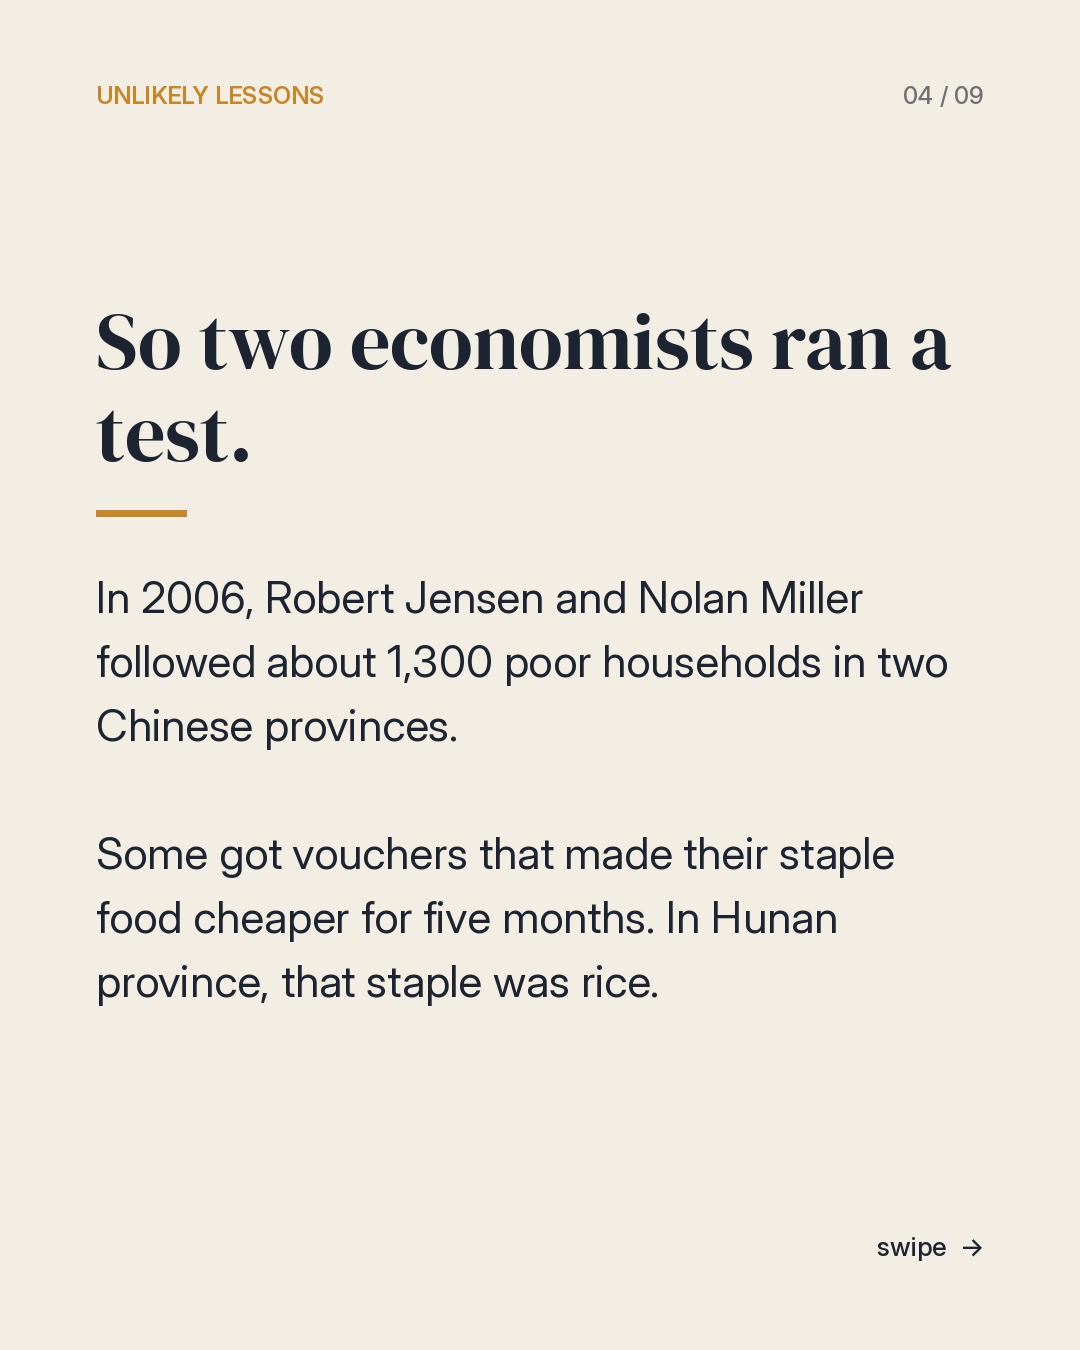 UNLIKELY LESSONS
04 / 09
So two economists ran a
test.
In 2006, Robert Jensen and Nolan Miller
followed about 1,300 poor households in two
Chinese provinces.
Some got vouchers that made their staple
food cheaper for five months. In Hunan
province, that staple was rice.
swipe →